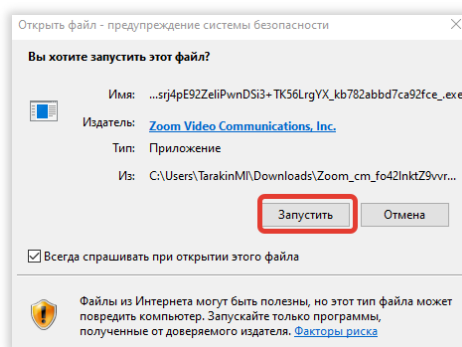 Открыть файл - предупреждение системы безопасности
Вы хотите запустить этот файл?
Имя: ...srj4pE92ZeliPwnDSi3+TK56LrgYX_kb782abbd7ca92fce_.exe
Издатель: Zoom Video Communications, Inc.
Тип: Приложение
Из: C:\Users\TarakinMI\Downloads\Zoom_cm_fo42lnktZ9vvr...
Запустить Отмена
Всегда спрашивать при открытии этого файла
Файлы из Интернета могут быть полезны, но этот тип файла может
повредить компьютер. Запускайте только программы,
полученные от доверяемого издателя. Факторы риска